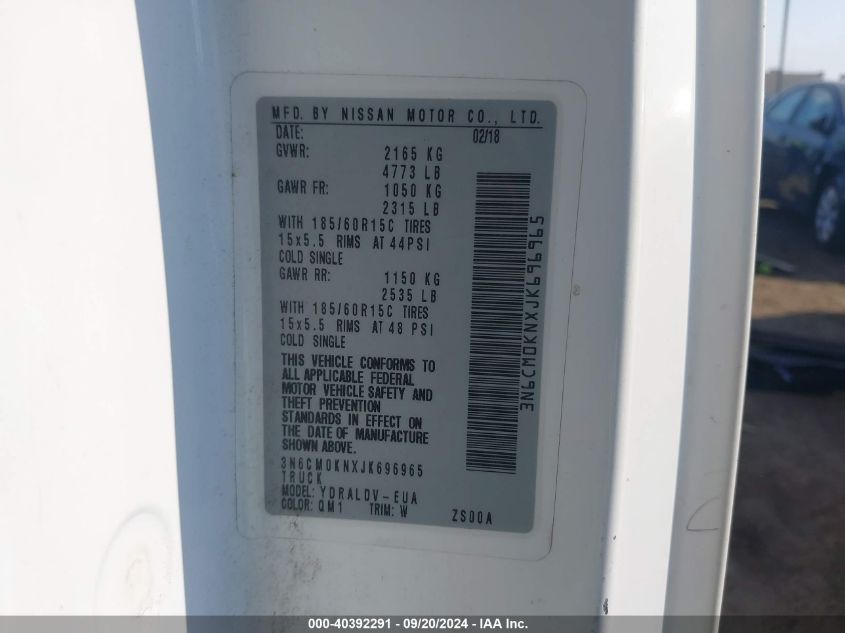 MFD. BY NISSAN MOTOR CO., LTD.
DATE: 02/18
GVWR: 2165 KG
4773 LB
GAWR FR: 1050 KG
2315 LB
WITH 185/60R15C TIRES
15x5.5 RIMS AT 44PSI
COLD SINGLE
GAWR RR: 1150 KG
2535 LB
WITH 185/60R15C TIRES
15x5.5 RIMS AT 48 PSI
COLD SINGLE
THIS VEHICLE CONFORMS TO
ALL APPLICABLE FEDERAL
MOTOR VEHICLE SAFETY AND
THEFT PREVENTION
STANDARDS IN EFFECT ON
THE DATE OF MANUFACTURE
SHOWN ABOVE.
3N6CM0KNXJK696965
TRUCK
MODEL: YDRALDV-EUA
COLOR: QM1 TRIM: W ZS00A
3N6CM0KNXJK696965
000-40392291 - 09/20/2024 - IAA Inc.